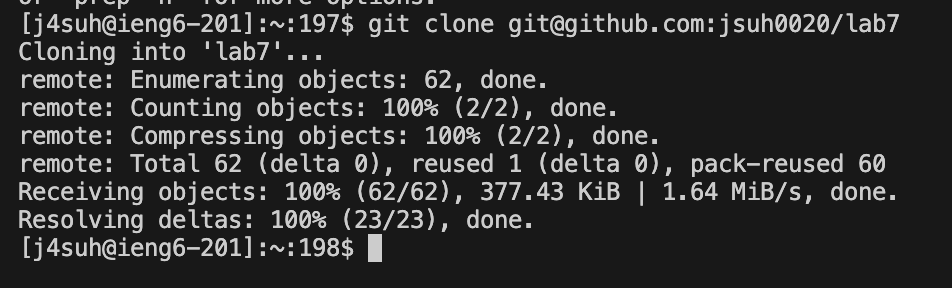 for more options.
[j4suh@ieng6-201]:~:197$ git clone git@github.com:jsuh0020/lab7
Cloning into 'lab7'...
remote: Enumerating objects: 62, done.
remote: Counting objects: 100% (2/2), done.
remote: Compressing objects: 100% (2/2), done.
remote: Total 62 (delta 0), reused 1 (delta 0), pack-reused 60
Receiving objects: 100% (62/62), 377.43 KiB | 1.64 MiB/s, done.
Resolving deltas: 100% (23/23), done.
[j4suh@ieng6-201]:~:198$